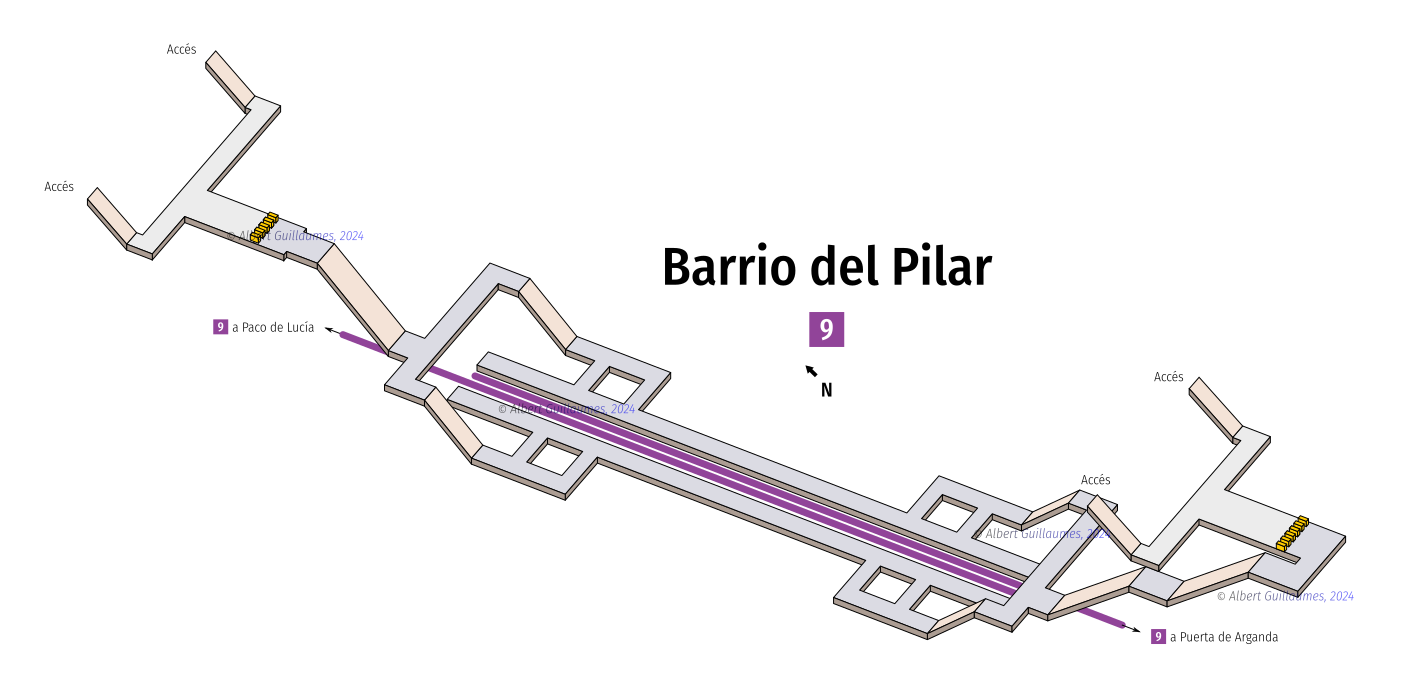 Accés
Accés
© Albert Guillaumes, 2024
Barrio del Pilar
9
9 a Paco de Lucía
N
Accés
© Albert Guillaumes, 2024
Accés
© Albert Guillaumes, 2024
© Albert Guillaumes, 2024
9 a Puerta de Arganda